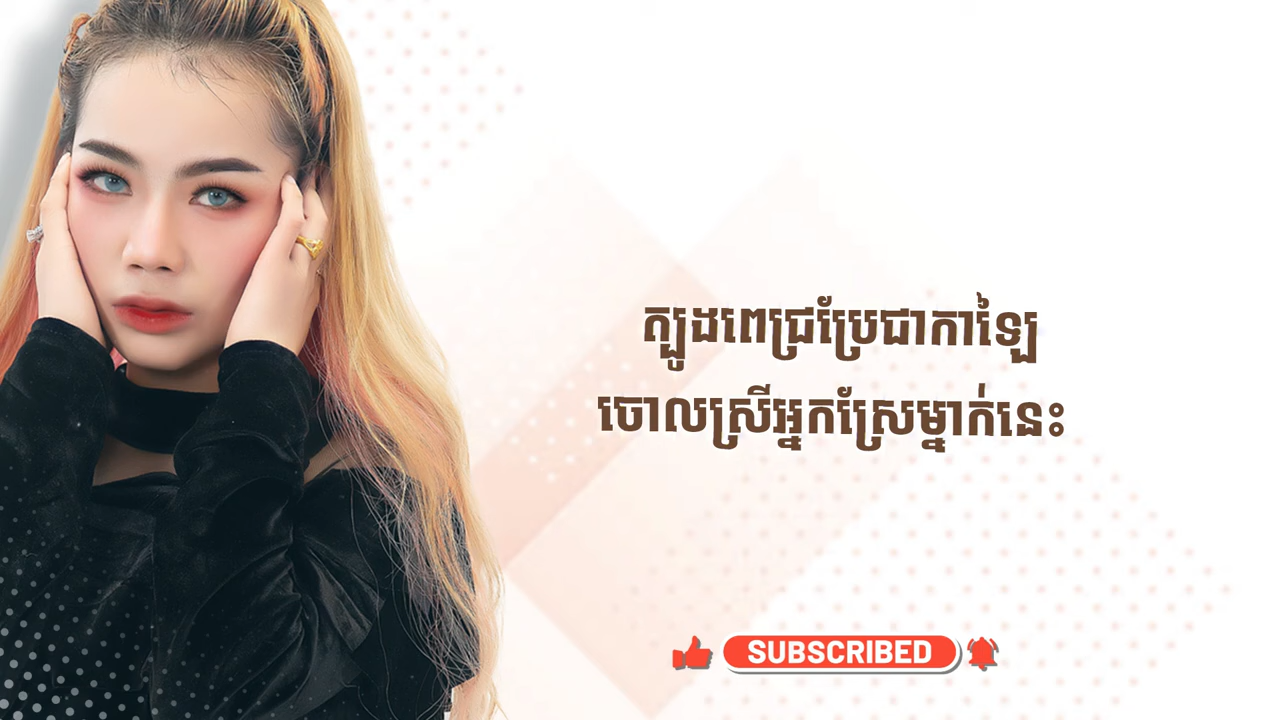 ត្បូងពេជ្រប្រែជាកាឡៃ
ចោលស្រីអ្នកស្រែម្នាក់នេះ
SUBSCRIBED